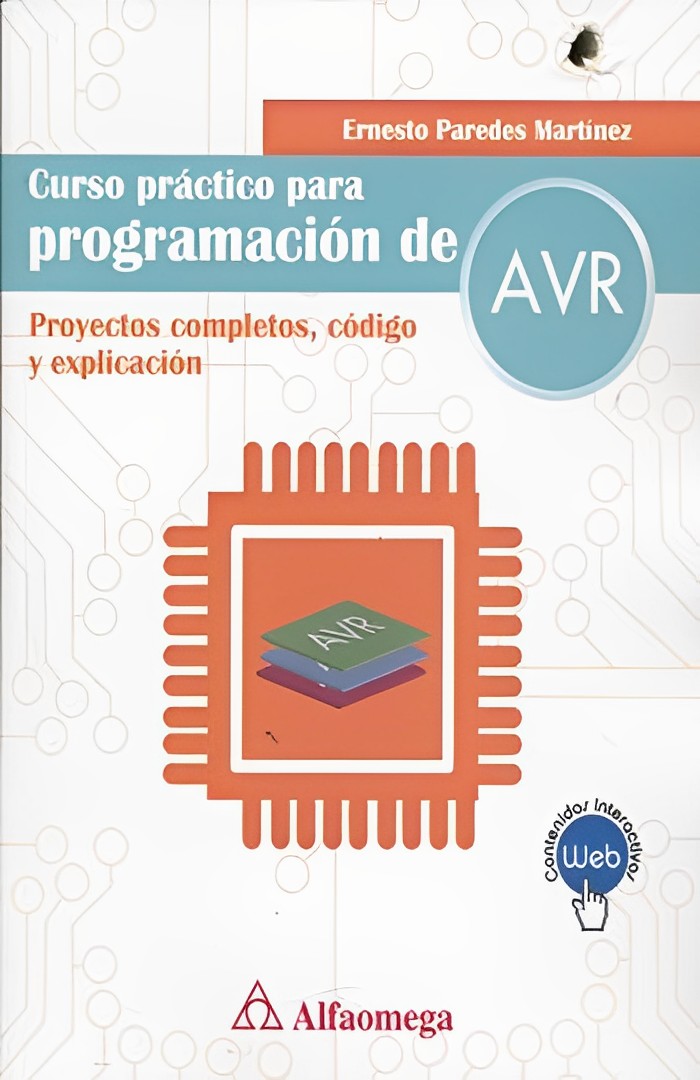 Ernesto Paredes Martínez
Curso práctico para
programación de
AVR
Proyectos completos, código
y explicación
AVR
Contenidos Interactivos
Web
Alfaomega